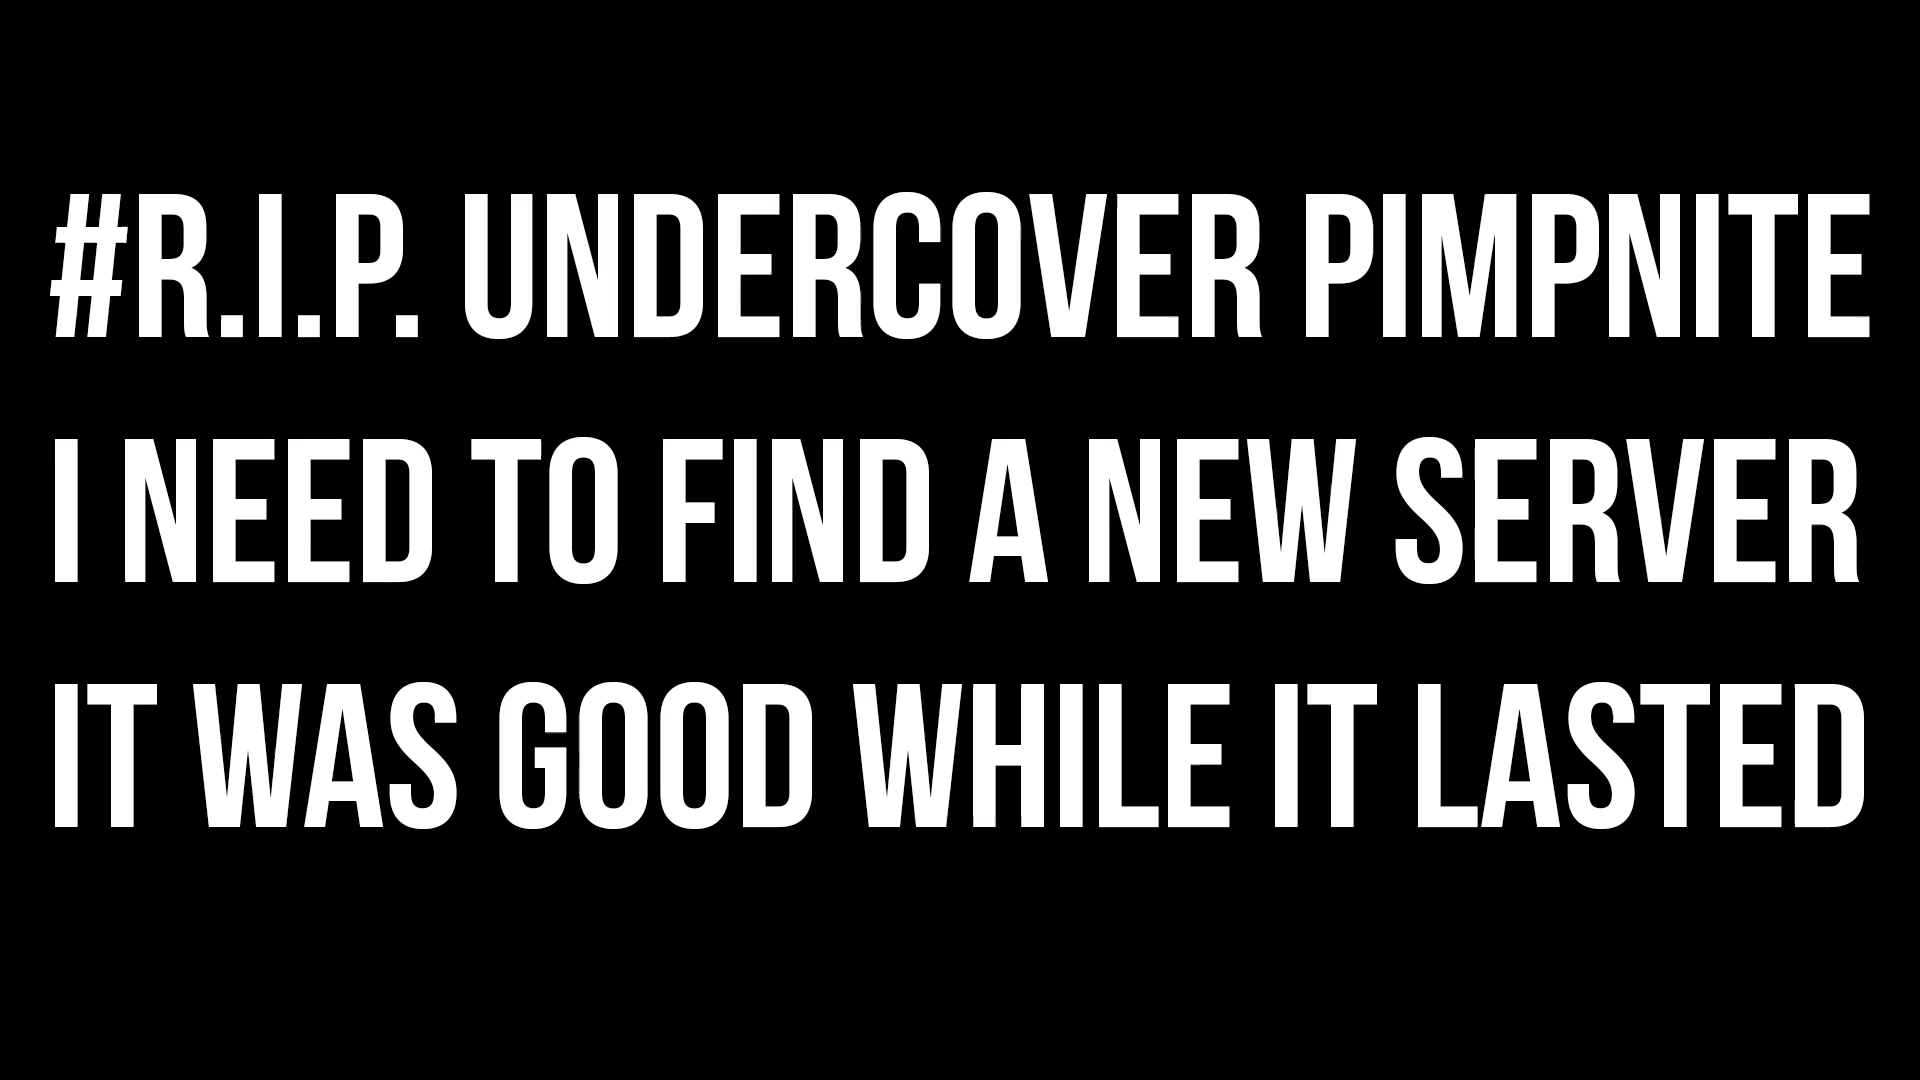 #R.I.P. UNDERCOVER PIMPNITE
I NEED TO FIND A NEW SERVER
IT WAS GOOD WHILE IT LASTED